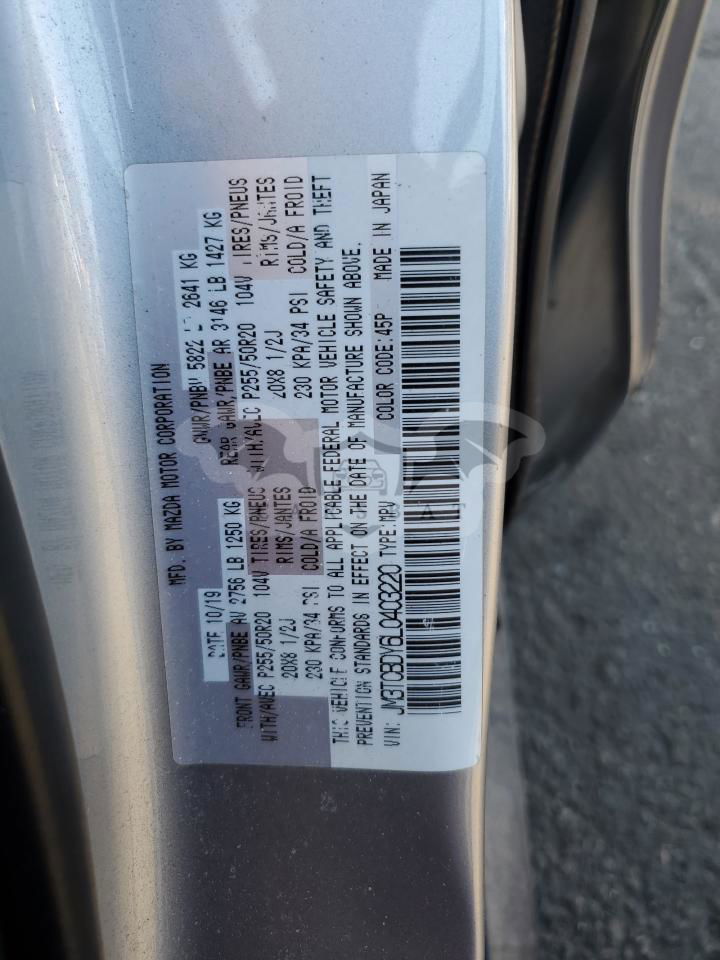 MFD. BY MAZDA MOTOR CORPORATION
DATE 10/19 GVWR/PNBV 5822 LB 2641 KG
FRONT GAWR/PNBE AV 2756 LB 1250 KG REAR GAWR/PNBE AR 3146 LB 1427 KG
WITH/AVEC P255/50R20 104V TIRES/PNEUS WITH/AVEC P255/50R20 104V TIRES/PNEUS
20X8 1/2J RIMS/JANTES 20X8 1/2J RIMS/JANTES
230 KPA/34 PSI COLD/A FROID 230 KPA/34 PSI COLD/A FROID
THIS VEHICLE CONFORMS TO ALL APPLICABLE FEDERAL MOTOR VEHICLE SAFETY AND THEFT
PREVENTION STANDARDS IN EFFECT ON THE DATE OF MANUFACTURE SHOWN ABOVE.
VIN: JM3TCBDY6L0403220 TYPE:MPV COLOR CODE:45P MADE IN JAPAN